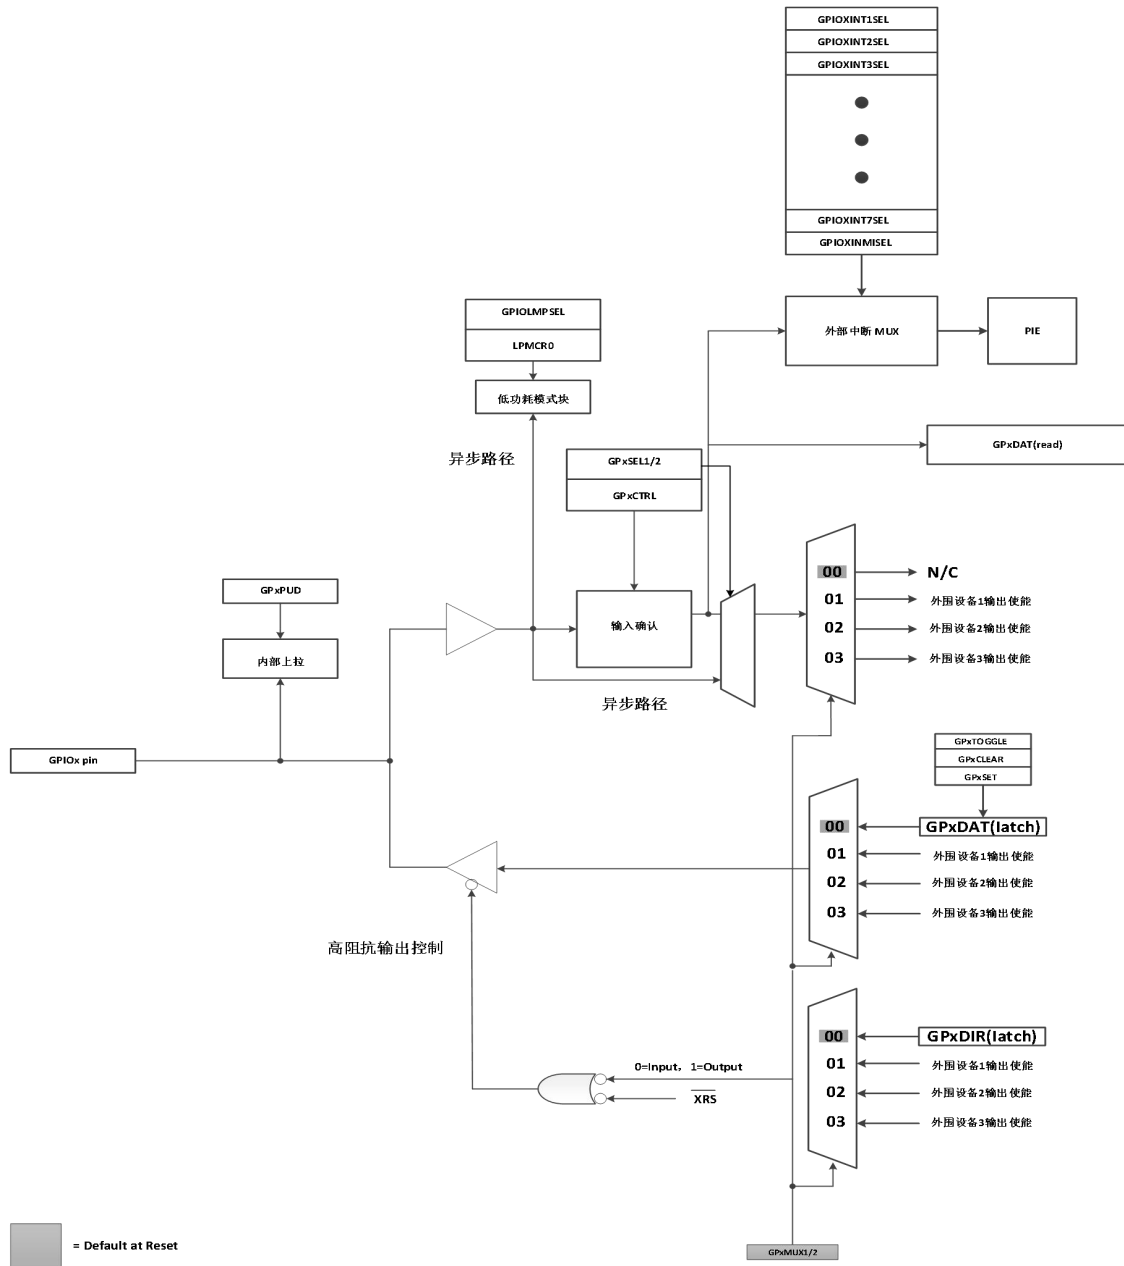 GPIOXINT1SEL
GPIOXINT2SEL
GPIOXINT3SEL
GPIOXINT7SEL
GPIOXINMISEL
GPIOLMPSEL
LPMCR0
外部中断 MUX
PIE
低功耗模式块
异步路径
GPxDAT(read)
GPxSEL1/2
GPxCTRL
GPxPUD
内部上拉
输入确认
异步路径
00
N/C
01
外围设备1输出使能
02
外围设备2输出使能
03
外围设备3输出使能
GPIOx pin
GPxTOGGLE
GPxCLEAR
GPxSET
00
GPxDAT(latch)
01
外围设备1输出使能
02
外围设备2输出使能
03
外围设备3输出使能
高阻抗输出控制
00
GPxDIR(latch)
01
外围设备1输出使能
02
外围设备2输出使能
03
外围设备3输出使能
0=Input，1=Output
XRS
= Default at Reset
GPxMUX1/2